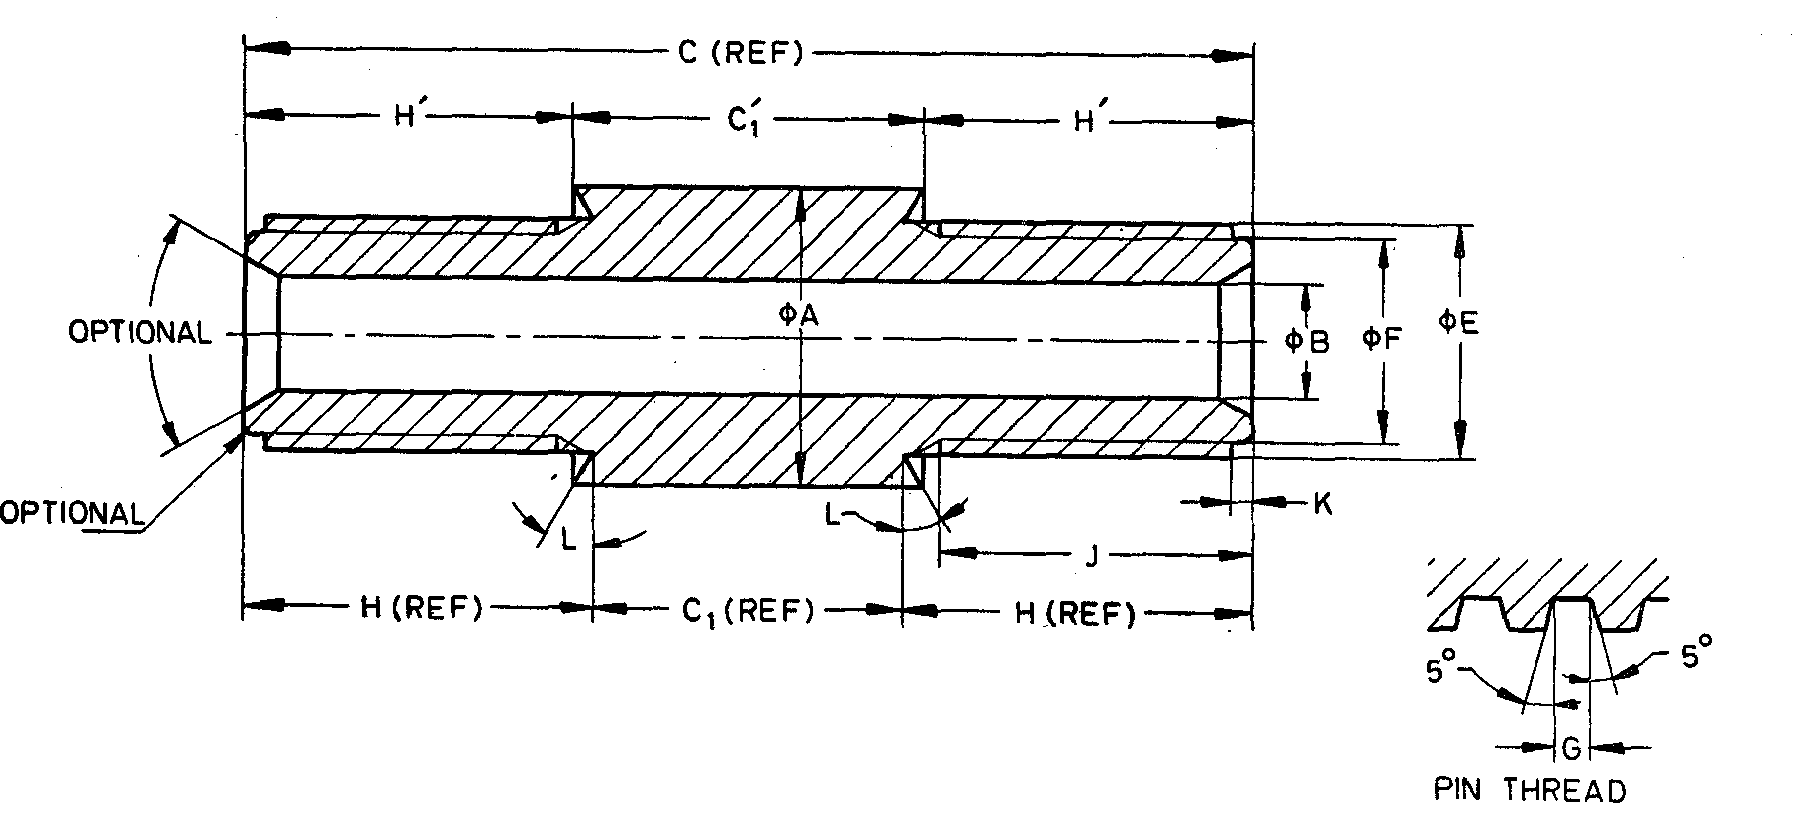 C (REF)
H′ C′₁ H′
ΦA
OPTIONAL
ΦB ΦF ΦE
OPTIONAL
L L K
J
H (REF) C₁ (REF) H (REF)
5° 5°
G
PIN THREAD